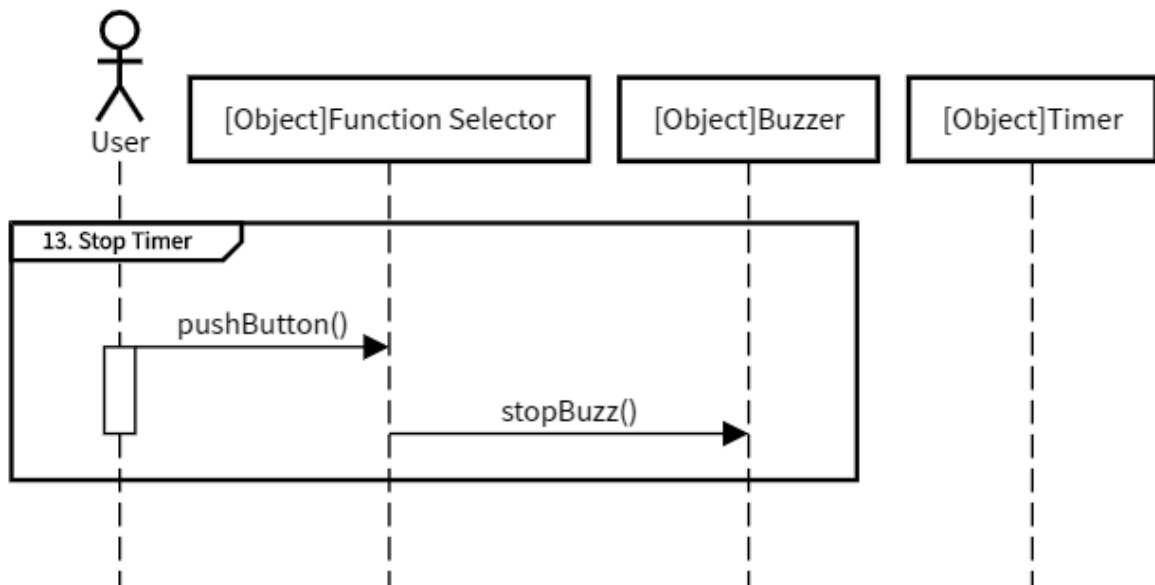 User
[Object]Function Selector
[Object]Buzzer
[Object]Timer
13. Stop Timer
pushButton()
stopBuzz()